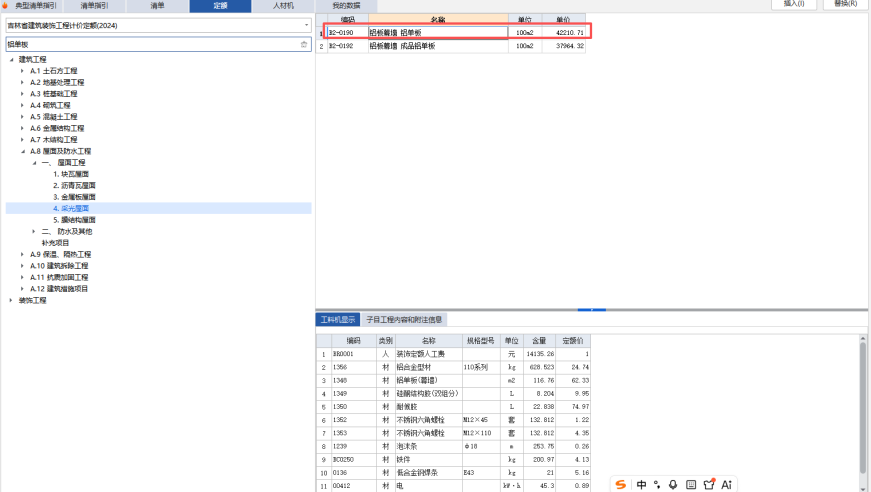 典型清单指引 清单指引 清单 定额 人材机 我的数据 插入(I) 替换(R)
吉林省建筑装饰工程计价定额(2024)
铝单板
编码 名称 单位 单价
1 B2-0190 铝板幕墙 铝单板 100m2 42210.71
2 B2-0192 铝板幕墙 成品铝单板 100m2 37964.32
建筑工程
A.1 土石方工程
A.2 地基处理工程
A.3 桩基础工程
A.4 砌筑工程
A.5 混凝土工程
A.6 金属结构工程
A.7 木结构工程
A.8 屋面及防水工程
一、 屋面工程
1. 块瓦屋面
2. 沥青瓦屋面
3. 金属板屋面
4. 采光屋面
5. 膜结构屋面
二、 防水及其他
补充项目
A.9 保温、隔热工程
A.10 建筑拆除工程
A.11 抗震加固工程
A.12 建筑措施项目
装饰工程
工料机显示 子目工程内容和附注信息
编码 类别 名称 规格型号 单位 含量 定额价
1 BR0001 人 装饰定额人工费 元 14135.26 1
2 1356 材 铝合金型材 110系列 kg 628.523 24.74
3 1348 材 铝单板(幕墙) m2 116.76 62.33
4 1349 材 硅酮结构胶(双组分) L 8.204 9.95
5 1350 材 耐候胶 L 22.838 74.97
6 1352 材 不锈钢六角螺栓 M12×45 套 132.812 1.22
7 1353 材 不锈钢六角螺栓 M12×110 套 132.812 4.35
8 1239 材 泡沫条 Φ18 m 253.75 0.26
9 BC0250 材 铁件 kg 200.97 4.13
10 0136 材 低合金钢焊条 E43 kg 21 5.16
11 00412 材 电 kW·h 45.3 0.89
中